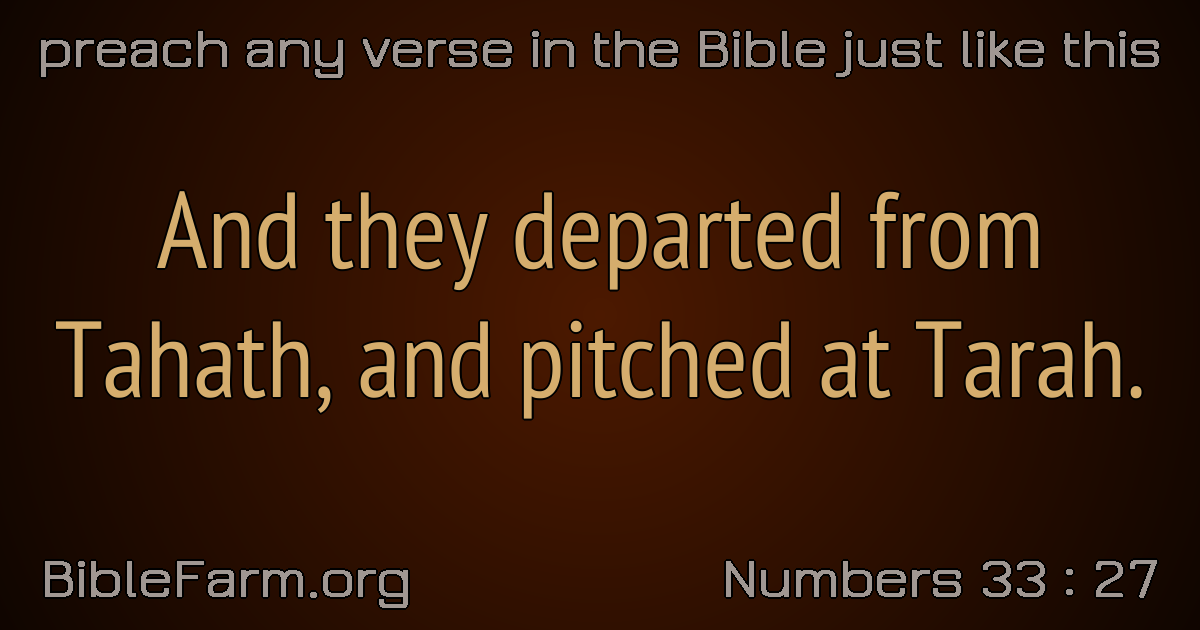 preach any verse in the Bible just like this
And they departed from
Tahath, and pitched at Tarah.
BibleFarm.org
Numbers 33 : 27